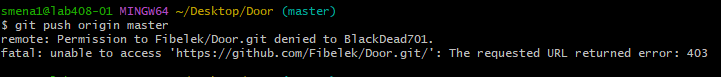 smena1@lab408-01 MINGW64 ~/Desktop/Door (master)
$ git push origin master
remote: Permission to Fibelek/Door.git denied to BlackDead701.
fatal: unable to access 'https://github.com/Fibelek/Door.git/': The requested URL returned error: 403